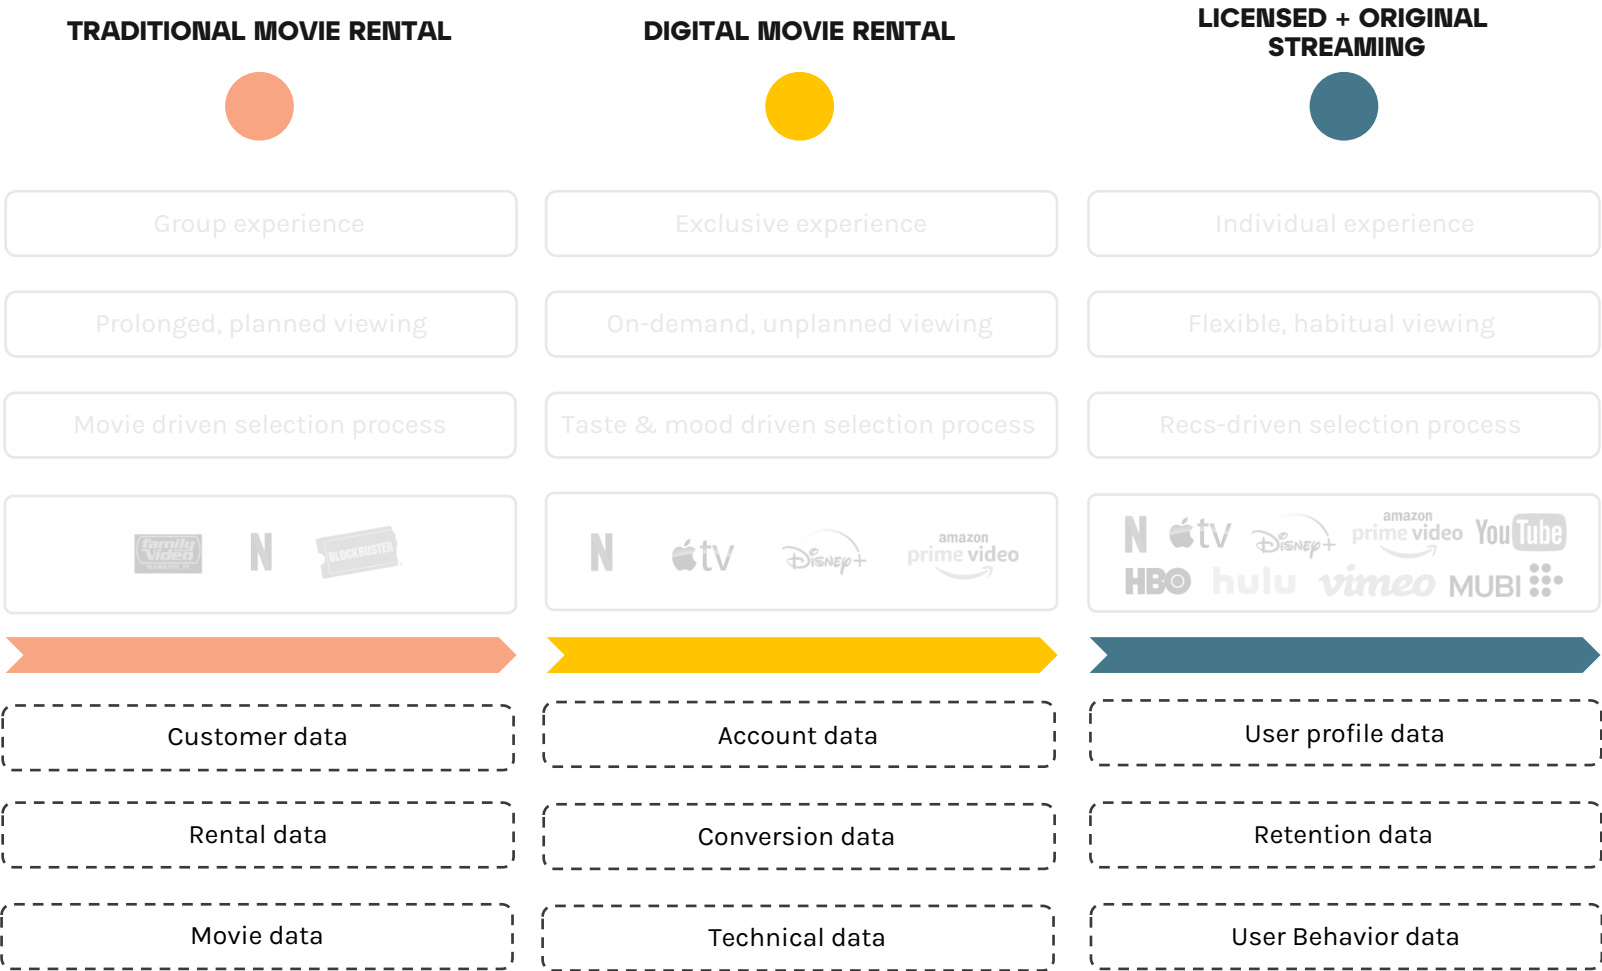 TRADITIONAL MOVIE RENTAL
DIGITAL MOVIE RENTAL
LICENSED + ORIGINAL
STREAMING
Group experience
Exclusive experience
Individual experience
Prolonged, planned viewing
On-demand, unplanned viewing
Flexible, habitual viewing
Movie driven selection process
Taste & mood driven selection process
Recs-driven selection process
family
Video
N
BLOCKBUSTER
N
tv
Disney+
amazon
prime video
N
tv
Disney+
amazon
prime video
YouTube
HBO
hulu
vimeo
MUBI
Customer data
Account data
User profile data
Rental data
Conversion data
Retention data
Movie data
Technical data
User Behavior data